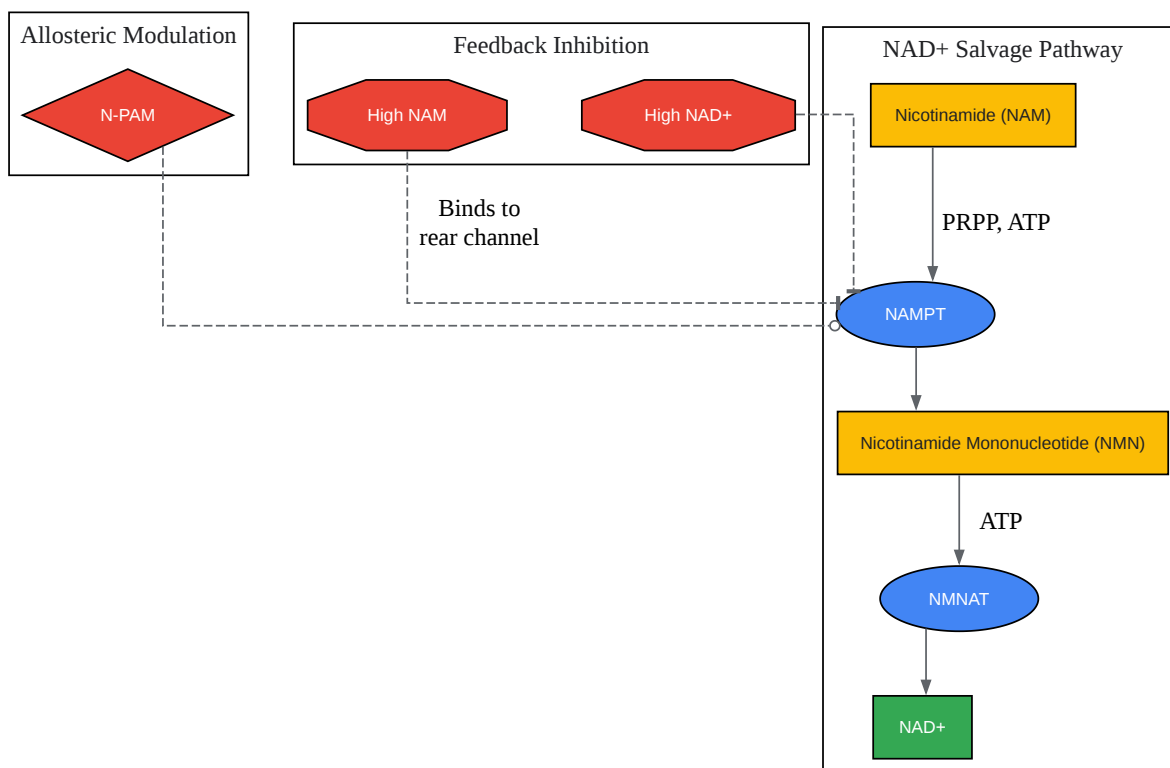 Allosteric Modulation
N-PAM
Feedback Inhibition
High NAM
High NAD+
Binds to
rear channel
NAD+ Salvage Pathway
Nicotinamide (NAM)
PRPP, ATP
NAMPT
Nicotinamide Mononucleotide (NMN)
ATP
NMNAT
NAD+